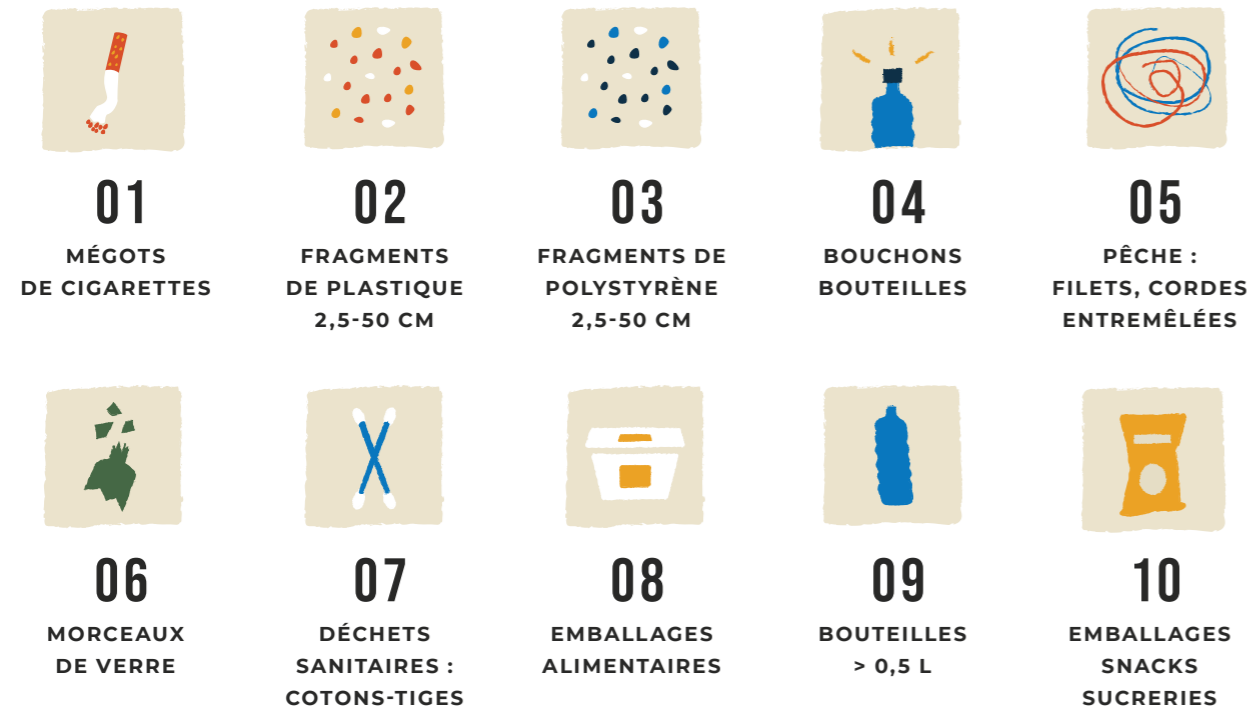 01
MÉGOTS
DE CIGARETTES
02
FRAGMENTS
DE PLASTIQUE
2,5-50 CM
03
FRAGMENTS DE
POLYSTYRÈNE
2,5-50 CM
04
BOUCHONS
BOUTEILLES
05
PÊCHE :
FILETS, CORDES
ENTREMÊLÉES
06
MORCEAUX
DE VERRE
07
DÉCHETS
SANITAIRES :
COTONS-TIGES
08
EMBALLAGES
ALIMENTAIRES
09
BOUTEILLES
> 0,5 L
10
EMBALLAGES
SNACKS
SUCRERIES